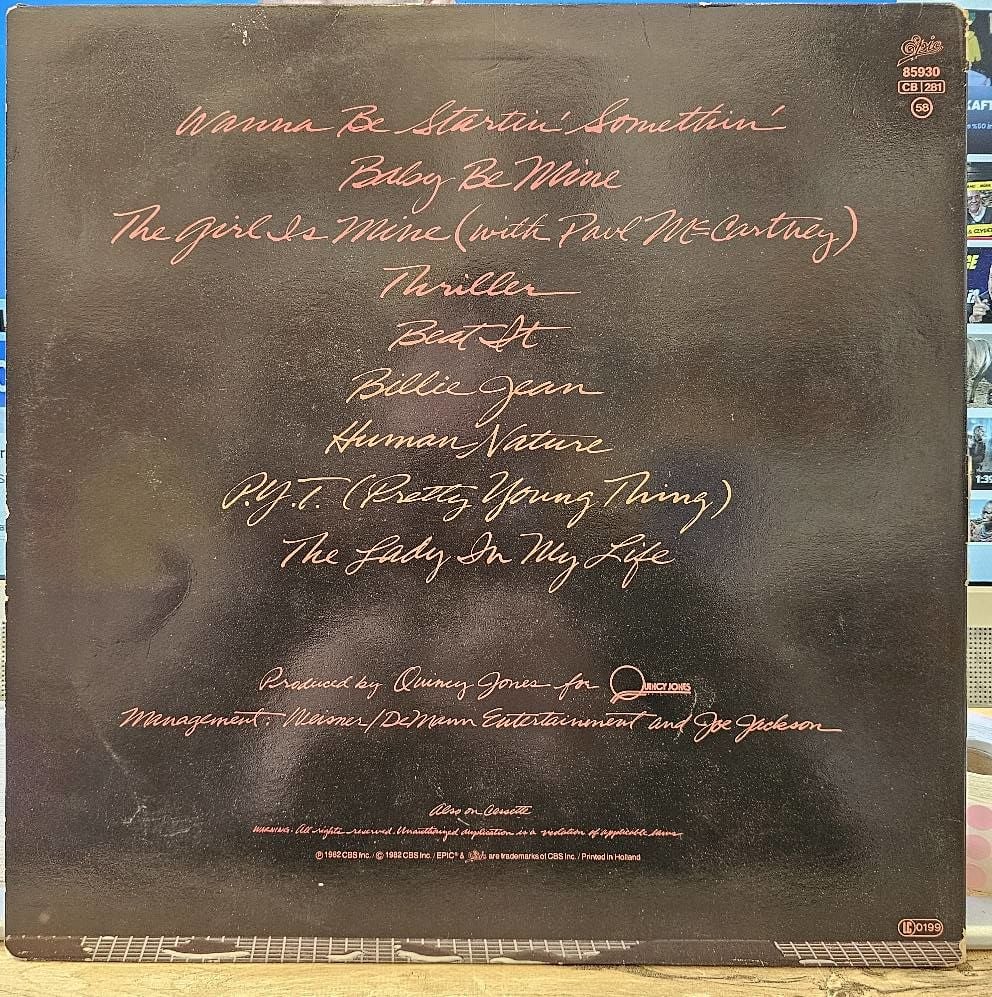 Epic
85930
CB 281
58
Wanna Be Startin' Somethin'
Baby Be Mine
The Girl Is Mine (with Paul McCartney)
Thriller
Beat It
Billie Jean
Human Nature
P.Y.T. (Pretty Young Thing)
The Lady In My Life
Produced by Quincy Jones for QUINCY JONES
Management: Weisner/DeMann Entertainment and Joe Jackson
Also on Cassette
WARNING: All rights reserved. Unauthorized duplication is a violation of applicable laws.
℗ 1982 CBS Inc. / © 1982 CBS Inc. / EPIC® & are trademarks of CBS Inc. / Printed in Holland
LC 0199